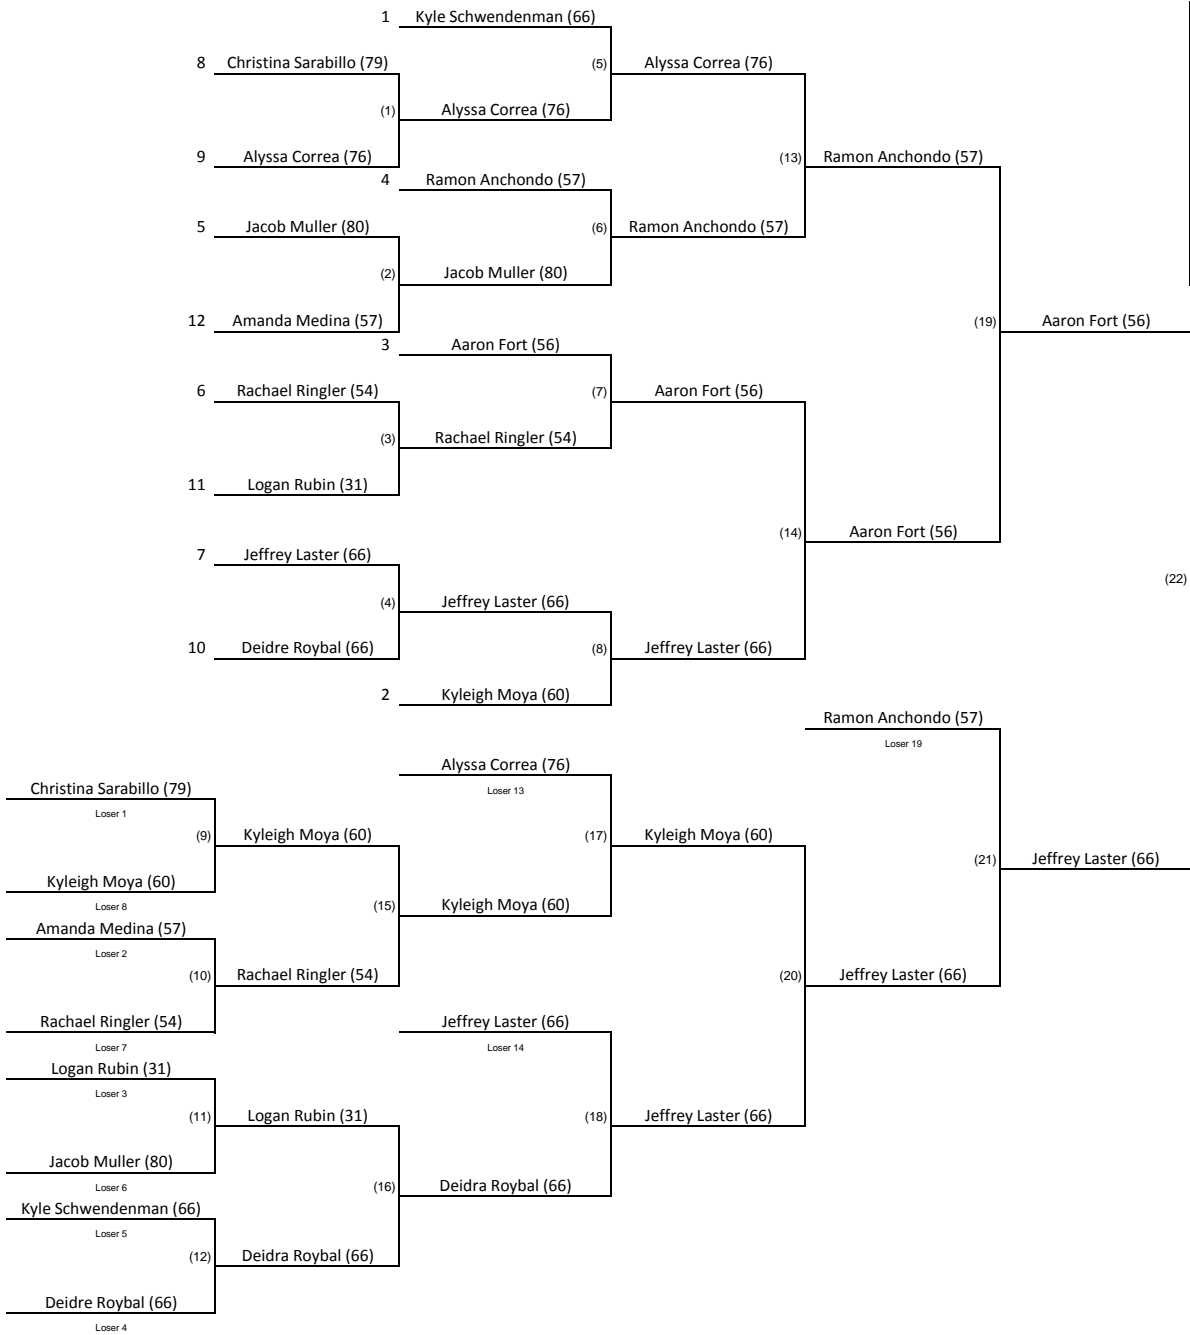 1 Kyle Schwendenman (66)
8 Christina Sarabillo (79) (5) Alyssa Correa (76)
(1) Alyssa Correa (76)
9 Alyssa Correa (76) (13) Ramon Anchondo (57)
4 Ramon Anchondo (57)
5 Jacob Muller (80) (6) Ramon Anchondo (57)
(2) Jacob Muller (80)
12 Amanda Medina (57) (19) Aaron Fort (56)
3 Aaron Fort (56)
6 Rachael Ringler (54) (7) Aaron Fort (56)
(3) Rachael Ringler (54)
11 Logan Rubin (31)
(14) Aaron Fort (56)
7 Jeffrey Laster (66)
(22)
(4) Jeffrey Laster (66)
10 Deidre Roybal (66) (8) Jeffrey Laster (66)
2 Kyleigh Moya (60)
Ramon Anchondo (57)
Loser 19
Alyssa Correa (76)
Loser 13
Christina Sarabillo (79)
Loser 1
(9) Kyleigh Moya (60) (17) Kyleigh Moya (60)
(21) Jeffrey Laster (66)
Kyleigh Moya (60)
Loser 8
(15) Kyleigh Moya (60)
Amanda Medina (57)
Loser 2
(10) Rachael Ringler (54) (20) Jeffrey Laster (66)
Rachael Ringler (54) Jeffrey Laster (66)
Loser 7 Loser 14
Logan Rubin (31)
Loser 3
(11) Logan Rubin (31) (18) Jeffrey Laster (66)
Jacob Muller (80)
Loser 6
(16) Deidra Roybal (66)
Kyle Schwendenman (66)
Loser 5
(12) Deidra Roybal (66)
Deidre Roybal (66)
Loser 4